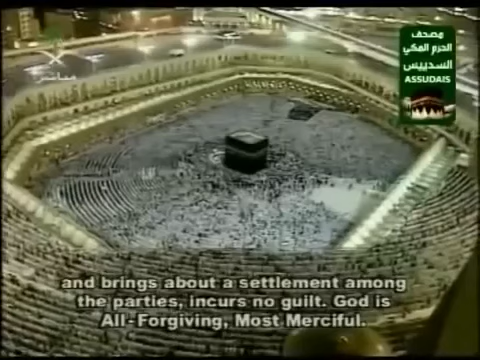 مصحف
الحرم المكي
السديس
ASSUDAIS
مباشر
and brings about a settlement among
the parties, incurs no guilt. God is
All-Forgiving, Most Merciful.